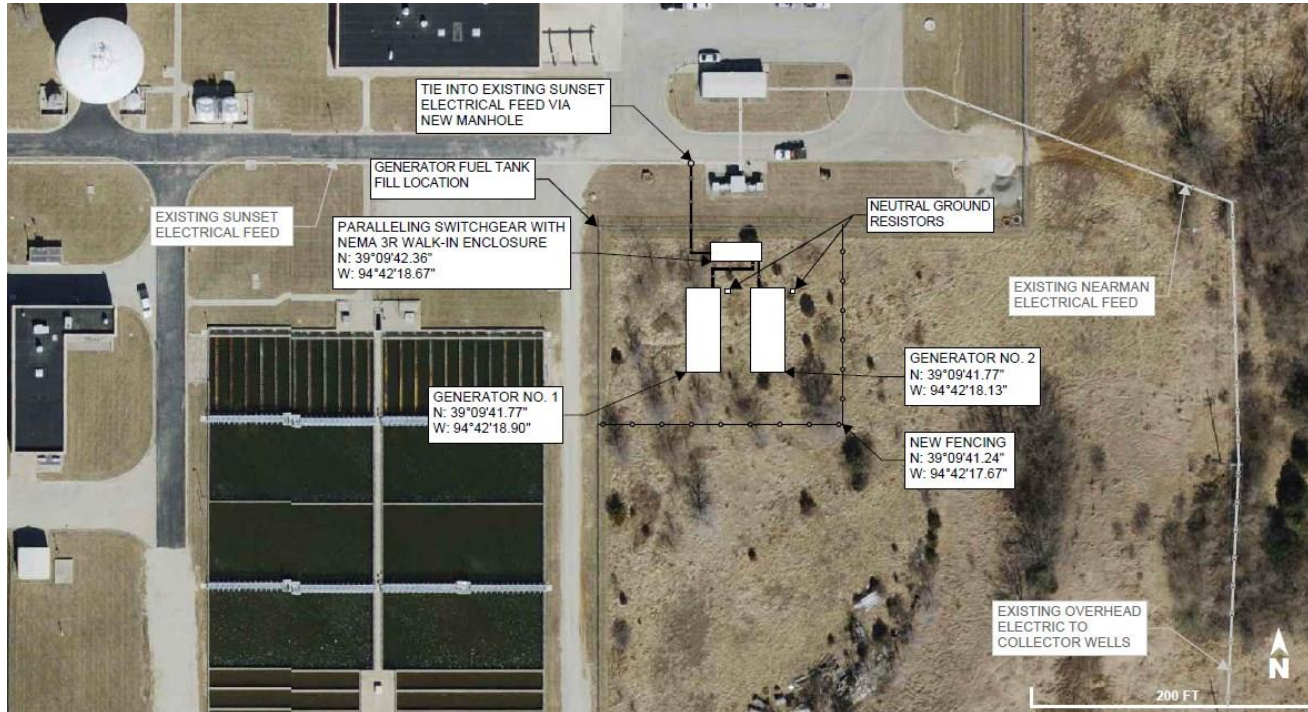 TIE INTO EXISTING SUNSET
ELECTRICAL FEED VIA
NEW MANHOLE
GENERATOR FUEL TANK
FILL LOCATION
EXISTING SUNSET
ELECTRICAL FEED
PARALLELING SWITCHGEAR WITH
NEMA 3R WALK-IN ENCLOSURE
N: 39°09'42.36"
W: 94°42'18.67"
NEUTRAL GROUND
RESISTORS
EXISTING NEARMAN
ELECTRICAL FEED
GENERATOR NO. 1
N: 39°09'41.77"
W: 94°42'18.90"
GENERATOR NO. 2
N: 39°09'41.77"
W: 94°42'18.13"
NEW FENCING
N: 39°09'41.24"
W: 94°42'17.67"
EXISTING OVERHEAD
ELECTRIC TO
COLLECTOR WELLS
N
200 FT